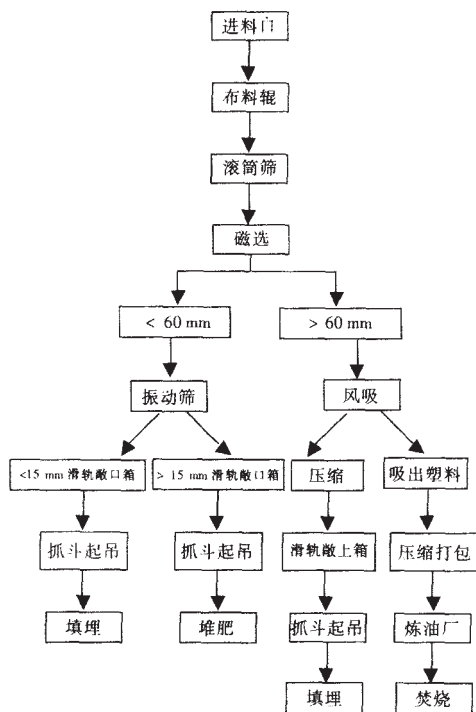 进料门
布料辊
滚筒筛
磁选
< 60 mm
> 60 mm
振动筛
风吸
<15 mm 滑轨敞口箱
> 15 mm 滑轨敞口箱
压缩
吸出塑料
抓斗起吊
抓斗起吊
滑轨敞上箱
压缩打包
填埋
堆肥
抓斗起吊
炼油厂
填埋
焚烧